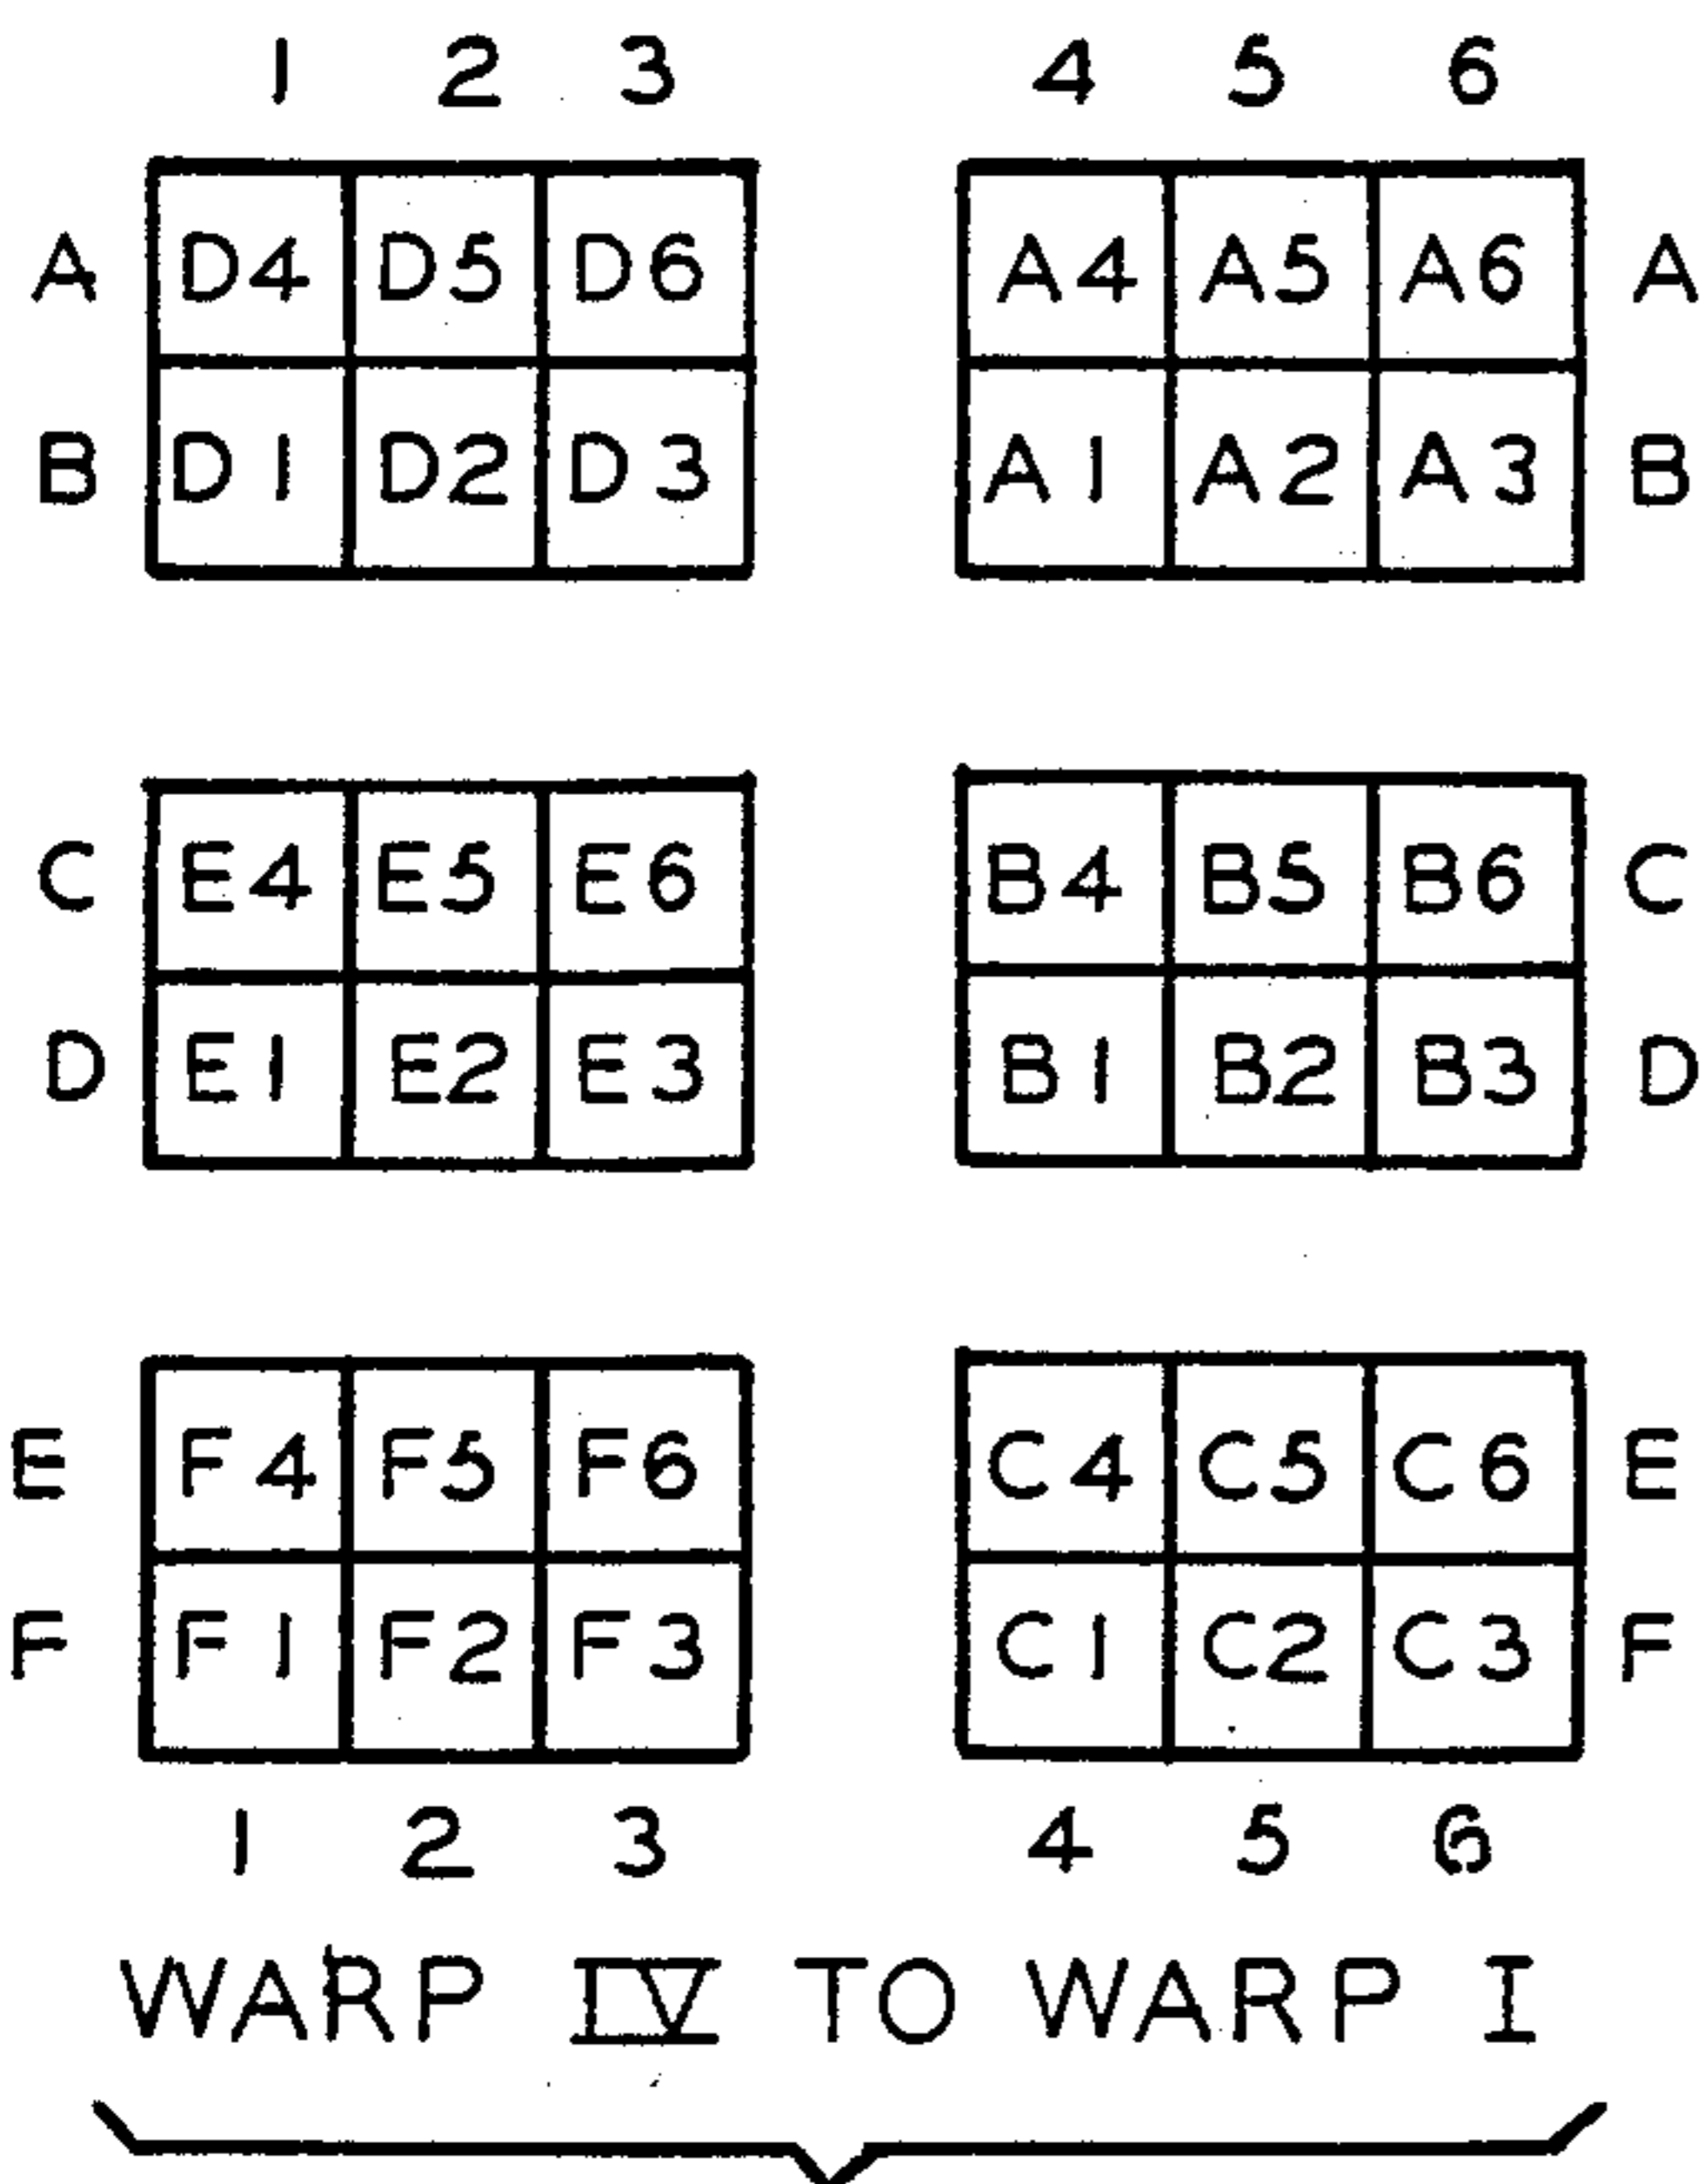 1 2 3 4 5 6
A D4 D5 D6 A4 A5 A6 A
B D1 D2 D3 A1 A2 A3 B
C E4 E5 E6 B4 B5 B6 C
D E1 E2 E3 B1 B2 B3 D
E F4 F5 F6 C4 C5 C6 E
F F1 F2 F3 C1 C2 C3 F
1 2 3 4 5 6
WARP IV TO WARP I